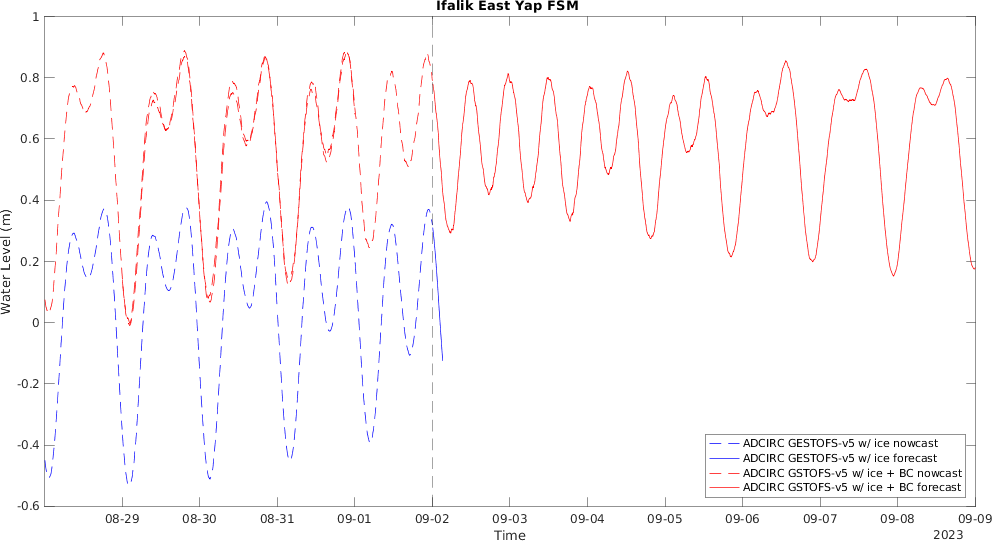 Ifalik East Yap FSM
Water Level (m)
1
0.8
0.6
0.4
0.2
0
-0.2
-0.4
-0.6
08-29 08-30 08-31 09-01 09-02 09-03 09-04 09-05 09-06 09-07 09-08 09-09
Time
2023
ADCIRC GESTOFS-v5 w/ ice nowcast
ADCIRC GESTOFS-v5 w/ ice forecast
ADCIRC GSTOFS-v5 w/ ice + BC nowcast
ADCIRC GSTOFS-v5 w/ ice + BC forecast